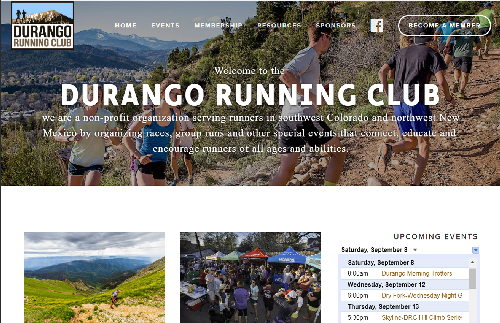 DURANGO
RUNNING CLUB
HOME EVENTS MEMBERSHIP RESOURCES SPONSORS BECOME A MEMBER
Welcome to the
DURANGO RUNNING CLUB
we are a non-profit organization serving runners in southwest Colorado and northwest New
Mexico by organizing races, group runs and other special events that connect, educate and
encourage runners of all ages and abilities.
UPCOMING EVENTS
Saturday, September 8
Saturday, September 8
8:00am Durango Morning Trotters
Wednesday, September 12
6:00pm Dry Fork-Wednesday Night G
Thursday, September 13
5:30pm Skyline-DRC Hill Climb Serie